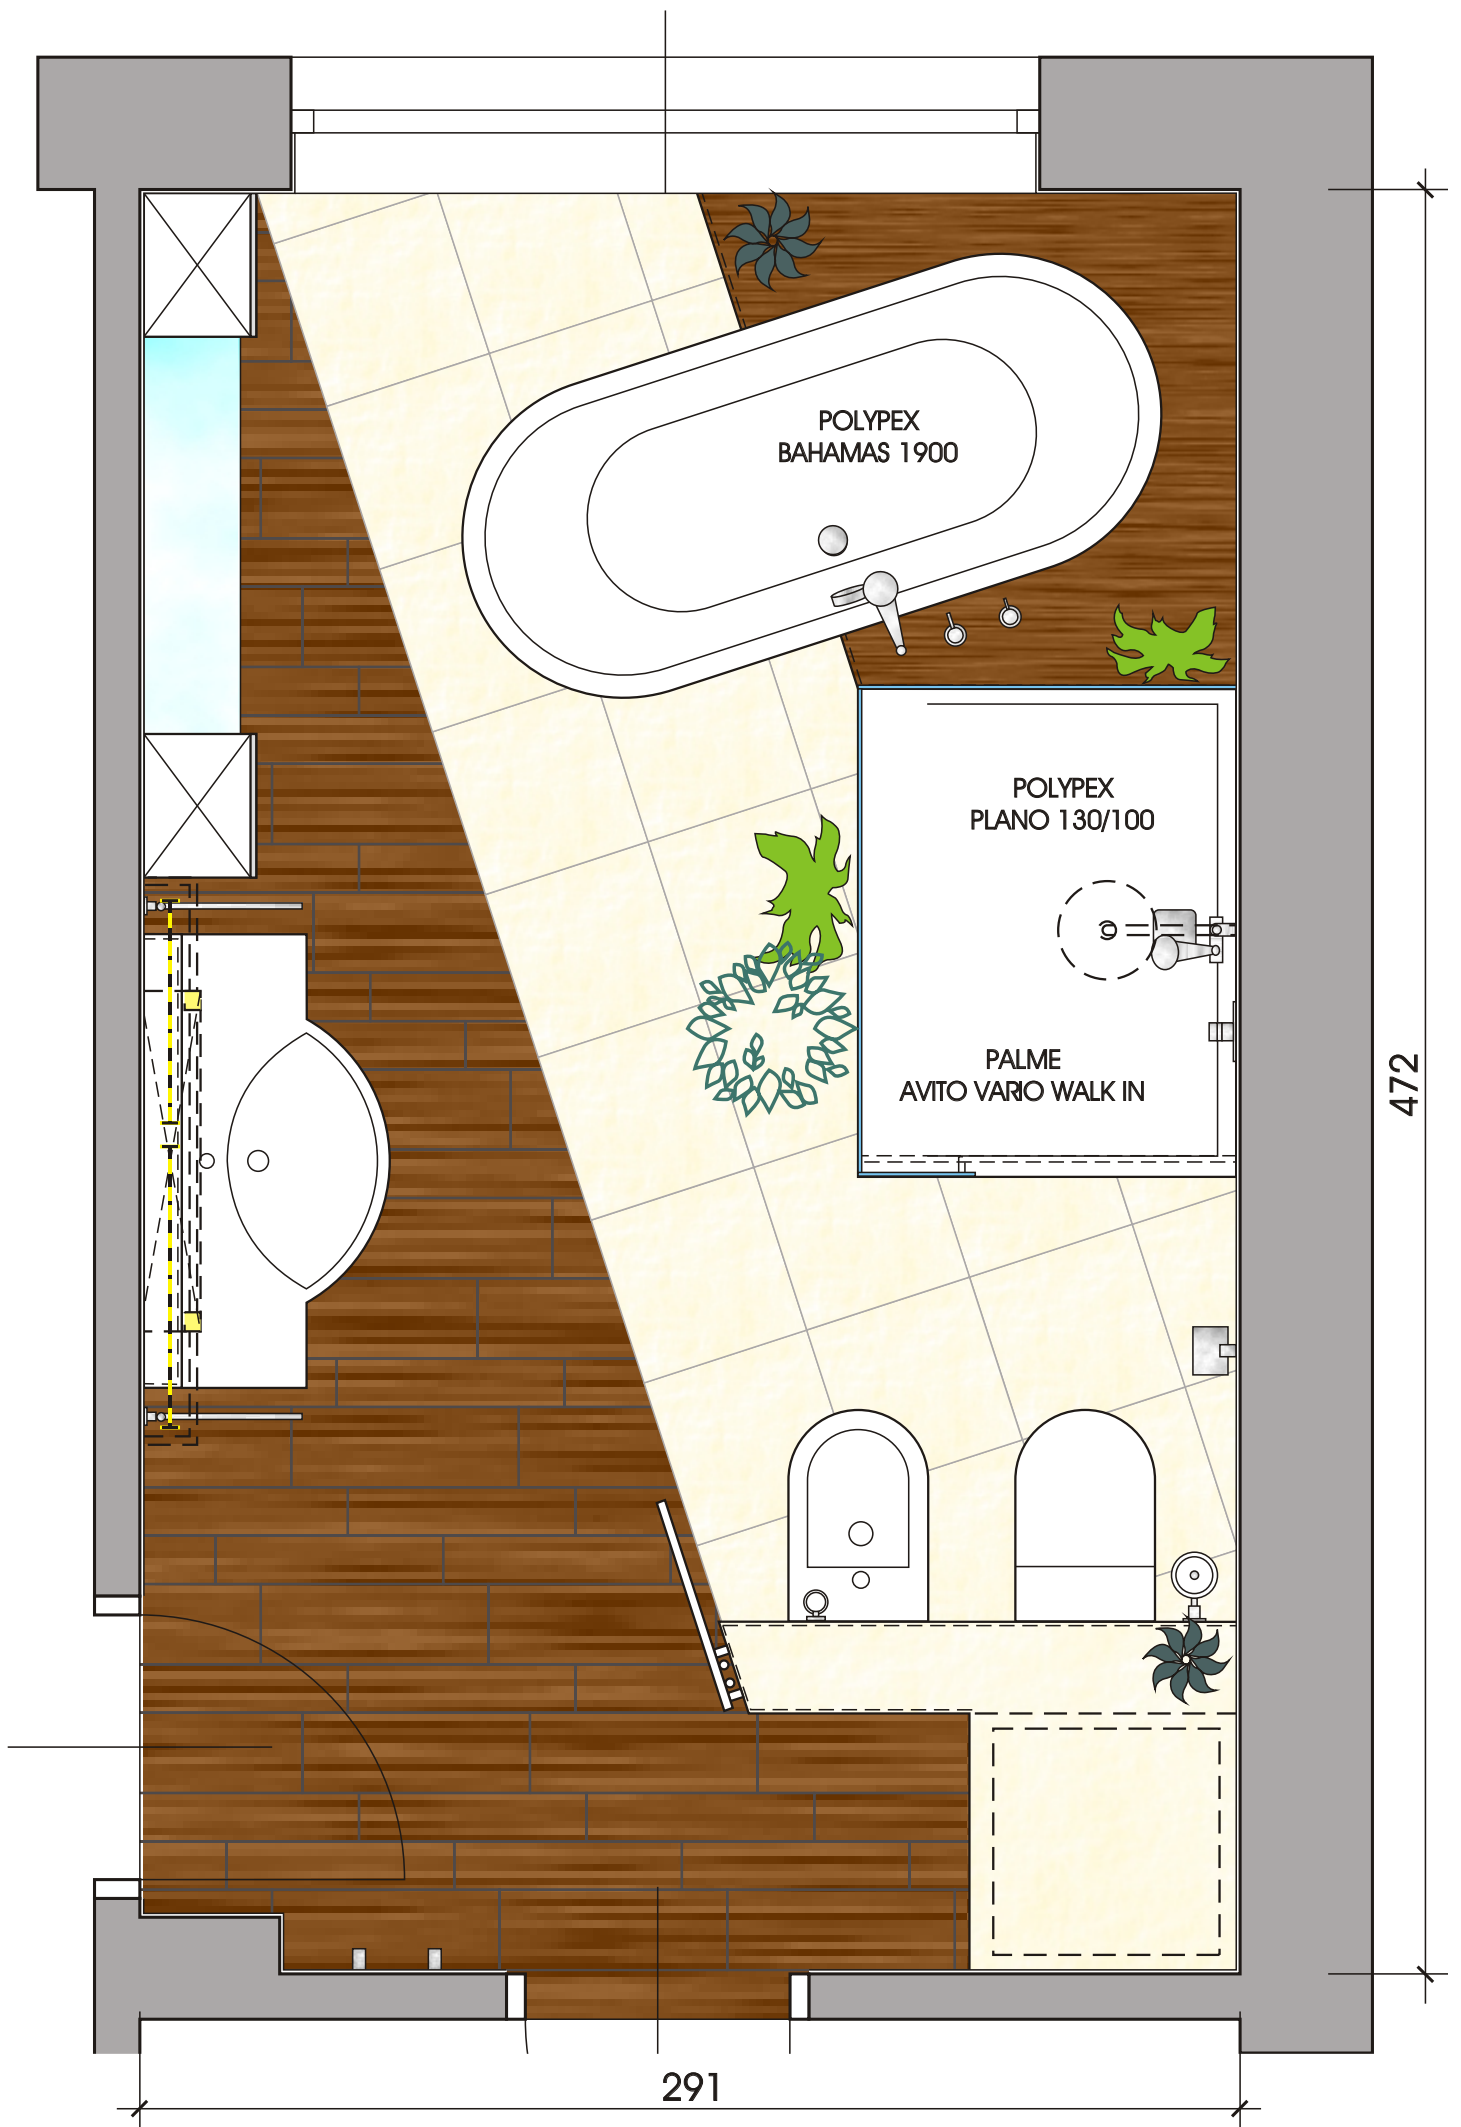 POLYPEX
BAHAMAS 1900
POLYPEX
PLANO 130/100
PALME
AVITO VARIO WALK IN
472
291